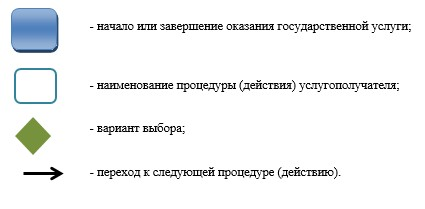 - начало или завершение оказания государственной услуги;
- наименование процедуры (действия) услугополучателя;
- вариант выбора;
- переход к следующей процедуре (действию).